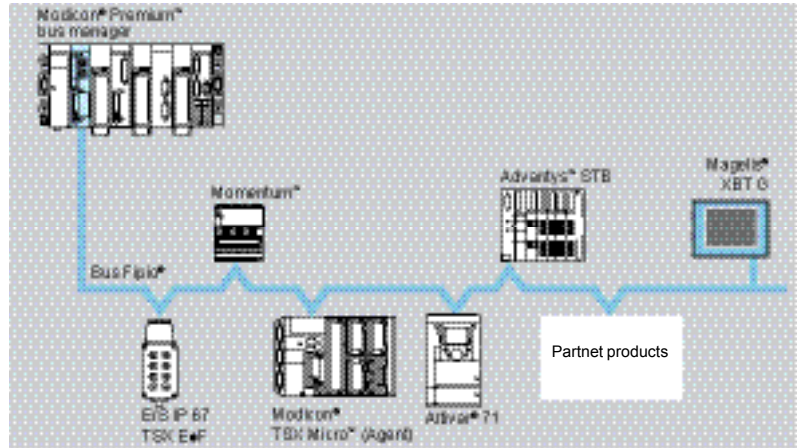 Modicon® Premium™
bus manager
Momentum™
Advantys™ STB
Magelis®
XBT G
Bus Fipio®
E/S IP 67
TSX E•F
Modicon®
TSX Micro™ (Agent)
Altivar® 71
Partnet products